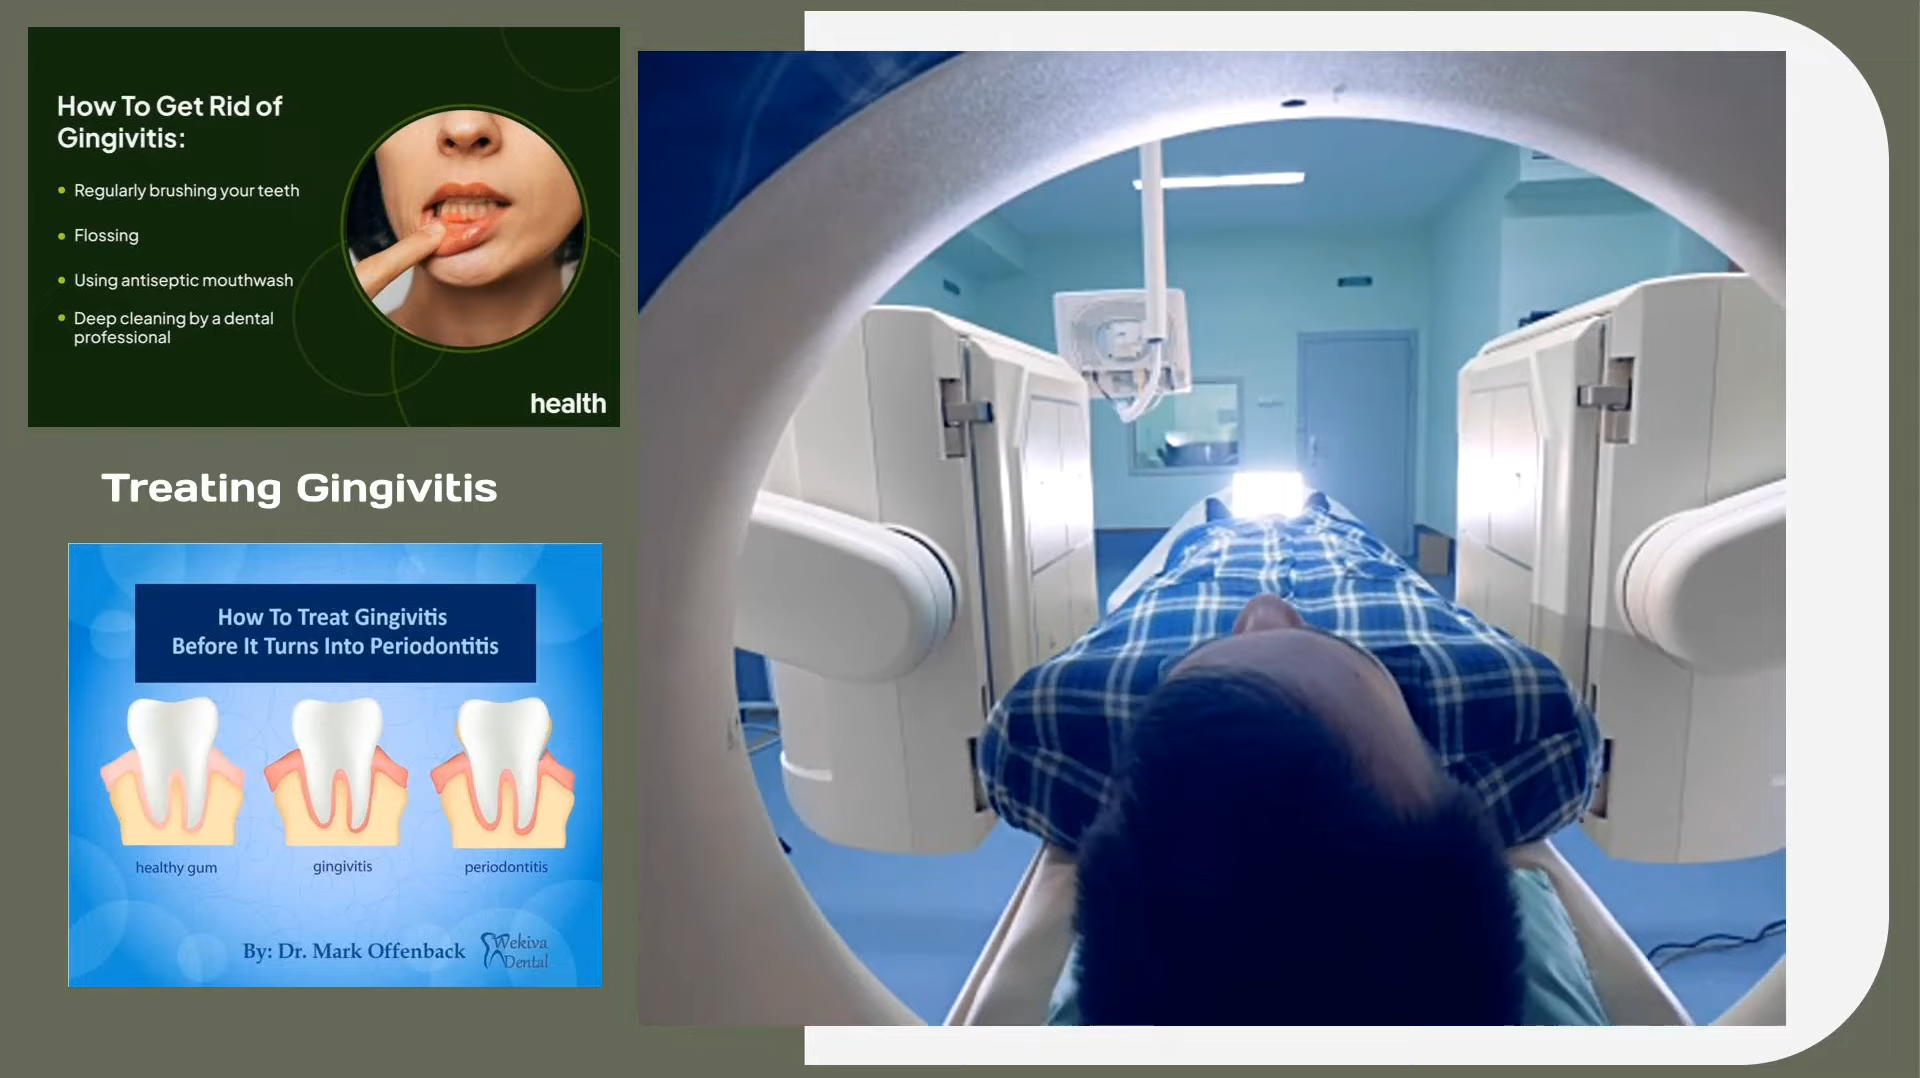 How To Get Rid of
Gingivitis:
Regularly brushing your teeth
Flossing
Using antiseptic mouthwash
Deep cleaning by a dental
professional
health
Treating Gingivitis
How To Treat Gingivitis
Before It Turns Into Periodontitis
healthy gum
gingivitis
periodontitis
By: Dr. Mark Offenback
Wekiva
Dental